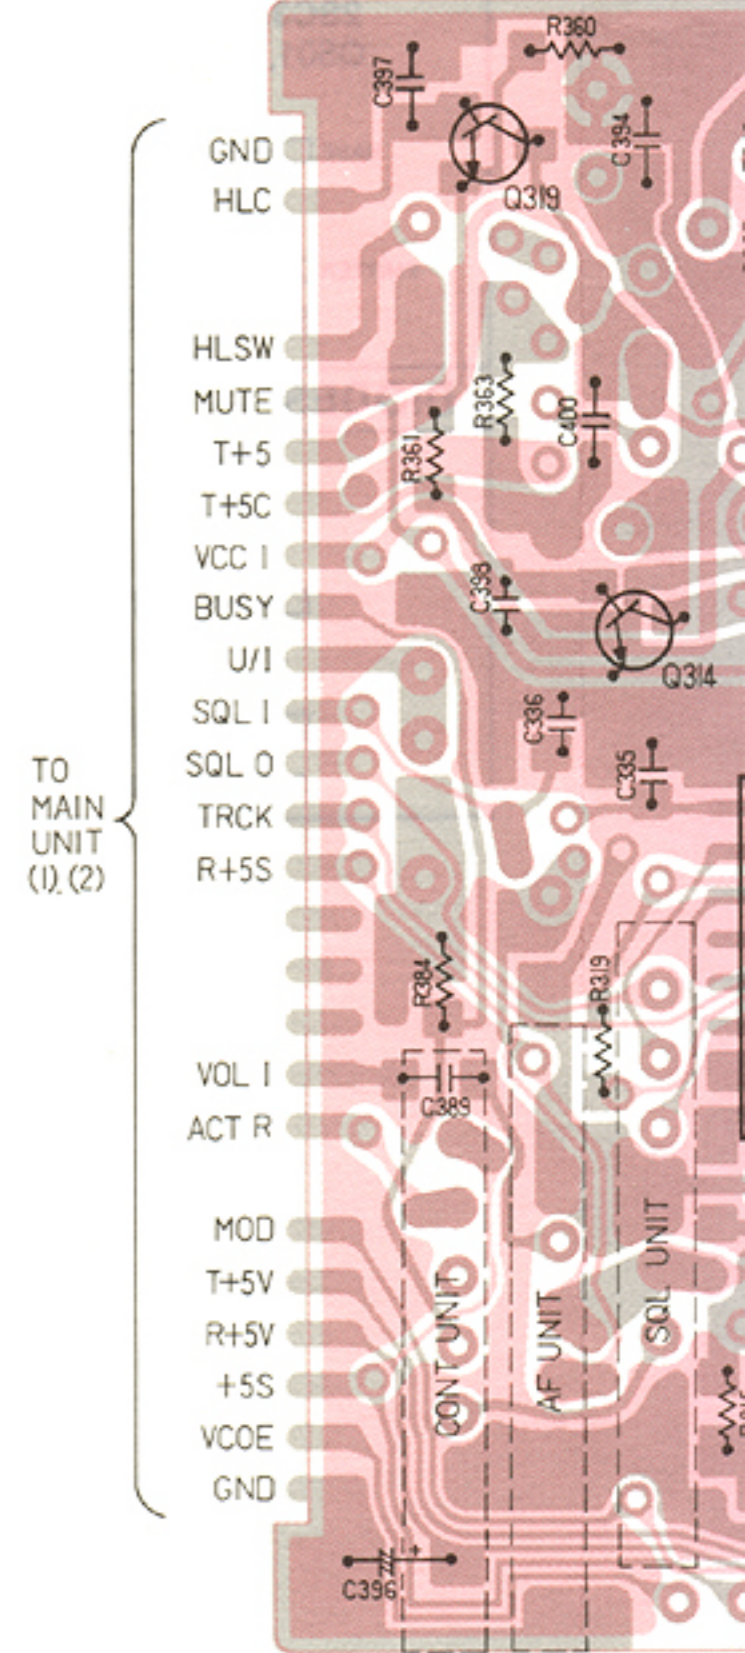 R360
C397
C394
GND
HLC
Q319
HLSW
MUTE
R363
C400
T+5
R361
T+5C
VCC I
C398
BUSY
U/I
Q314
SQL I
C336
SQL O
C335
TO
MAIN
UNIT
(1), (2)
TRCK
R+5S
R384
R319
VOL I
C389
ACT R
MOD
SQL UNIT
T+5V
CONT UNIT
AF UNIT
R+5V
+5S
VCOE
GND
+
C396